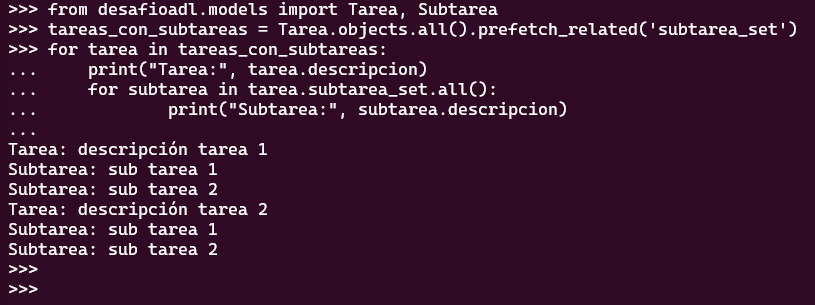 >>> from desafioadl.models import Tarea, Subtarea
>>> tareas_con_subtareas = Tarea.objects.all().prefetch_related('subtarea_set')
>>> for tarea in tareas_con_subtareas:
...     print("Tarea:", tarea.descripcion)
...     for subtarea in tarea.subtarea_set.all():
...             print("Subtarea:", subtarea.descripcion)
...
Tarea: descripción tarea 1
Subtarea: sub tarea 1
Subtarea: sub tarea 2
Tarea: descripción tarea 2
Subtarea: sub tarea 1
Subtarea: sub tarea 2
>>>
>>>